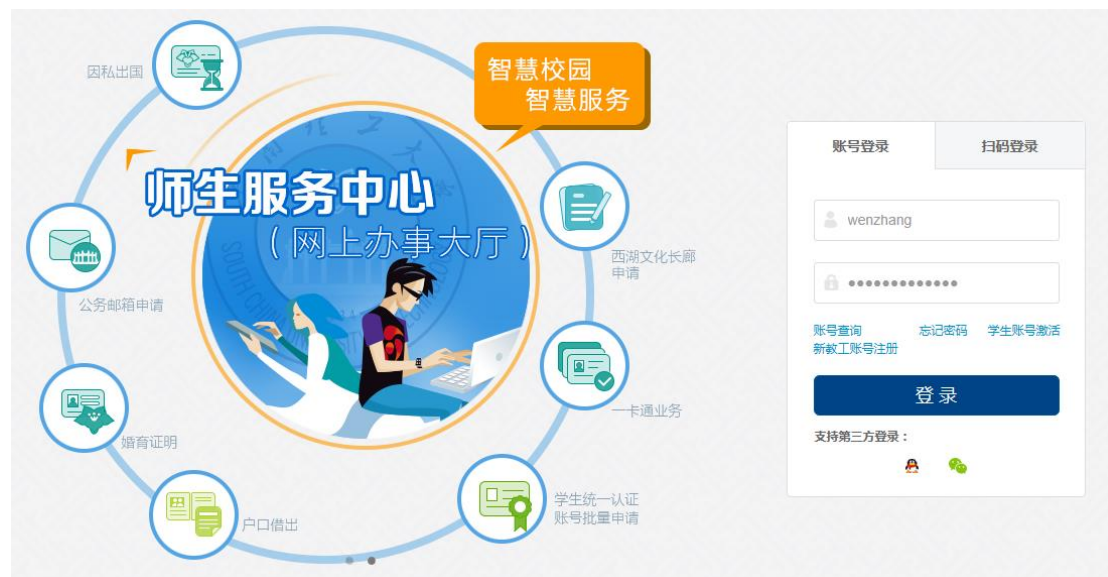 因私出国
智慧校园
智慧服务
师生服务中心
（网上办事大厅）
SOUTH CHINA
公务邮箱申请
婚育证明
户口借出
西湖文化长廊
申请
一卡通业务
学生统一认证
账号批量申请
账号登录
扫码登录
wenzhang
账号查询
忘记密码
学生账号激活
新教工账号注册
登录
支持第三方登录：